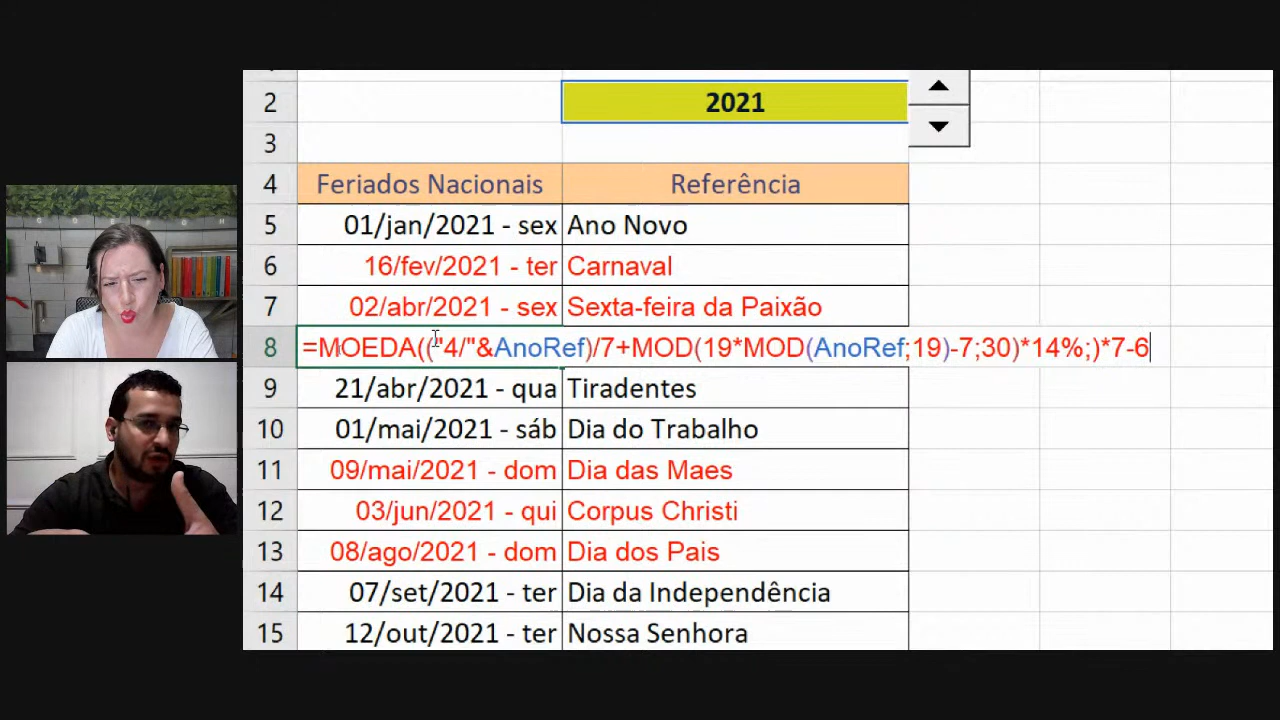 2 2021
3
4 Feriados Nacionais Referência
5 01/jan/2021 - sex Ano Novo
6 16/fev/2021 - ter Carnaval
7 02/abr/2021 - sex Sexta-feira da Paixão
8 =MOEDA(("4/"&AnoRef)/7+MOD(19*MOD(AnoRef;19)-7;30)*14%;)*7-6
9 21/abr/2021 - qua Tiradentes
10 01/mai/2021 - sáb Dia do Trabalho
11 09/mai/2021 - dom Dia das Maes
12 03/jun/2021 - qui Corpus Christi
13 08/ago/2021 - dom Dia dos Pais
14 07/set/2021 - ter Dia da Independência
15 12/out/2021 - ter Nossa Senhora